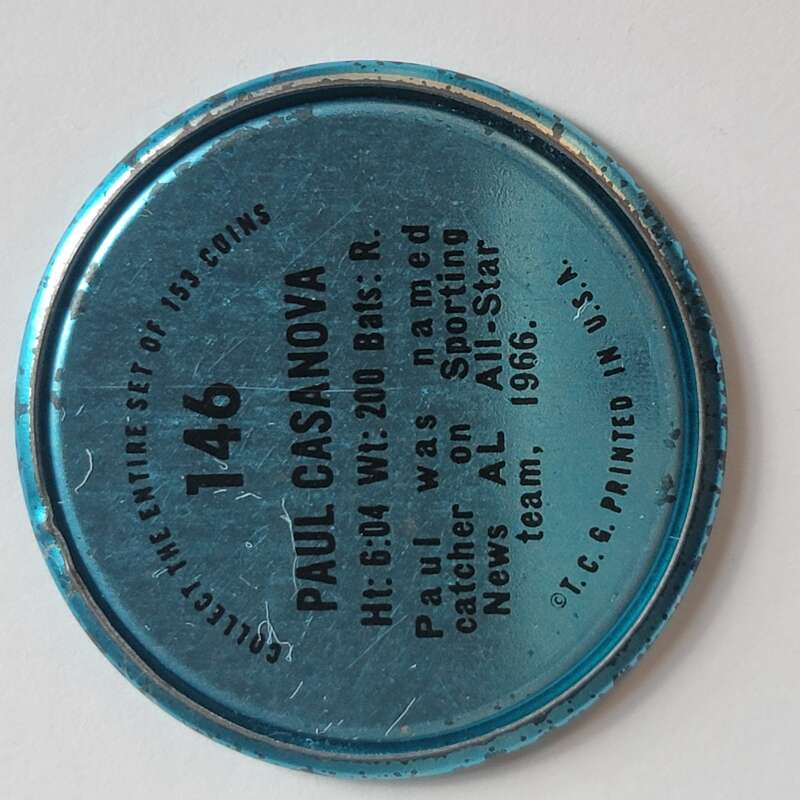 COLLECT THE ENTIRE SET OF 153 COINS
146
PAUL CASANOVA
Ht: 6:04 Wt: 200 Bats: R.
Paul was named
catcher on Sporting
News AL All-Star
team, 1966.
© T. C. G. PRINTED IN U.S.A.